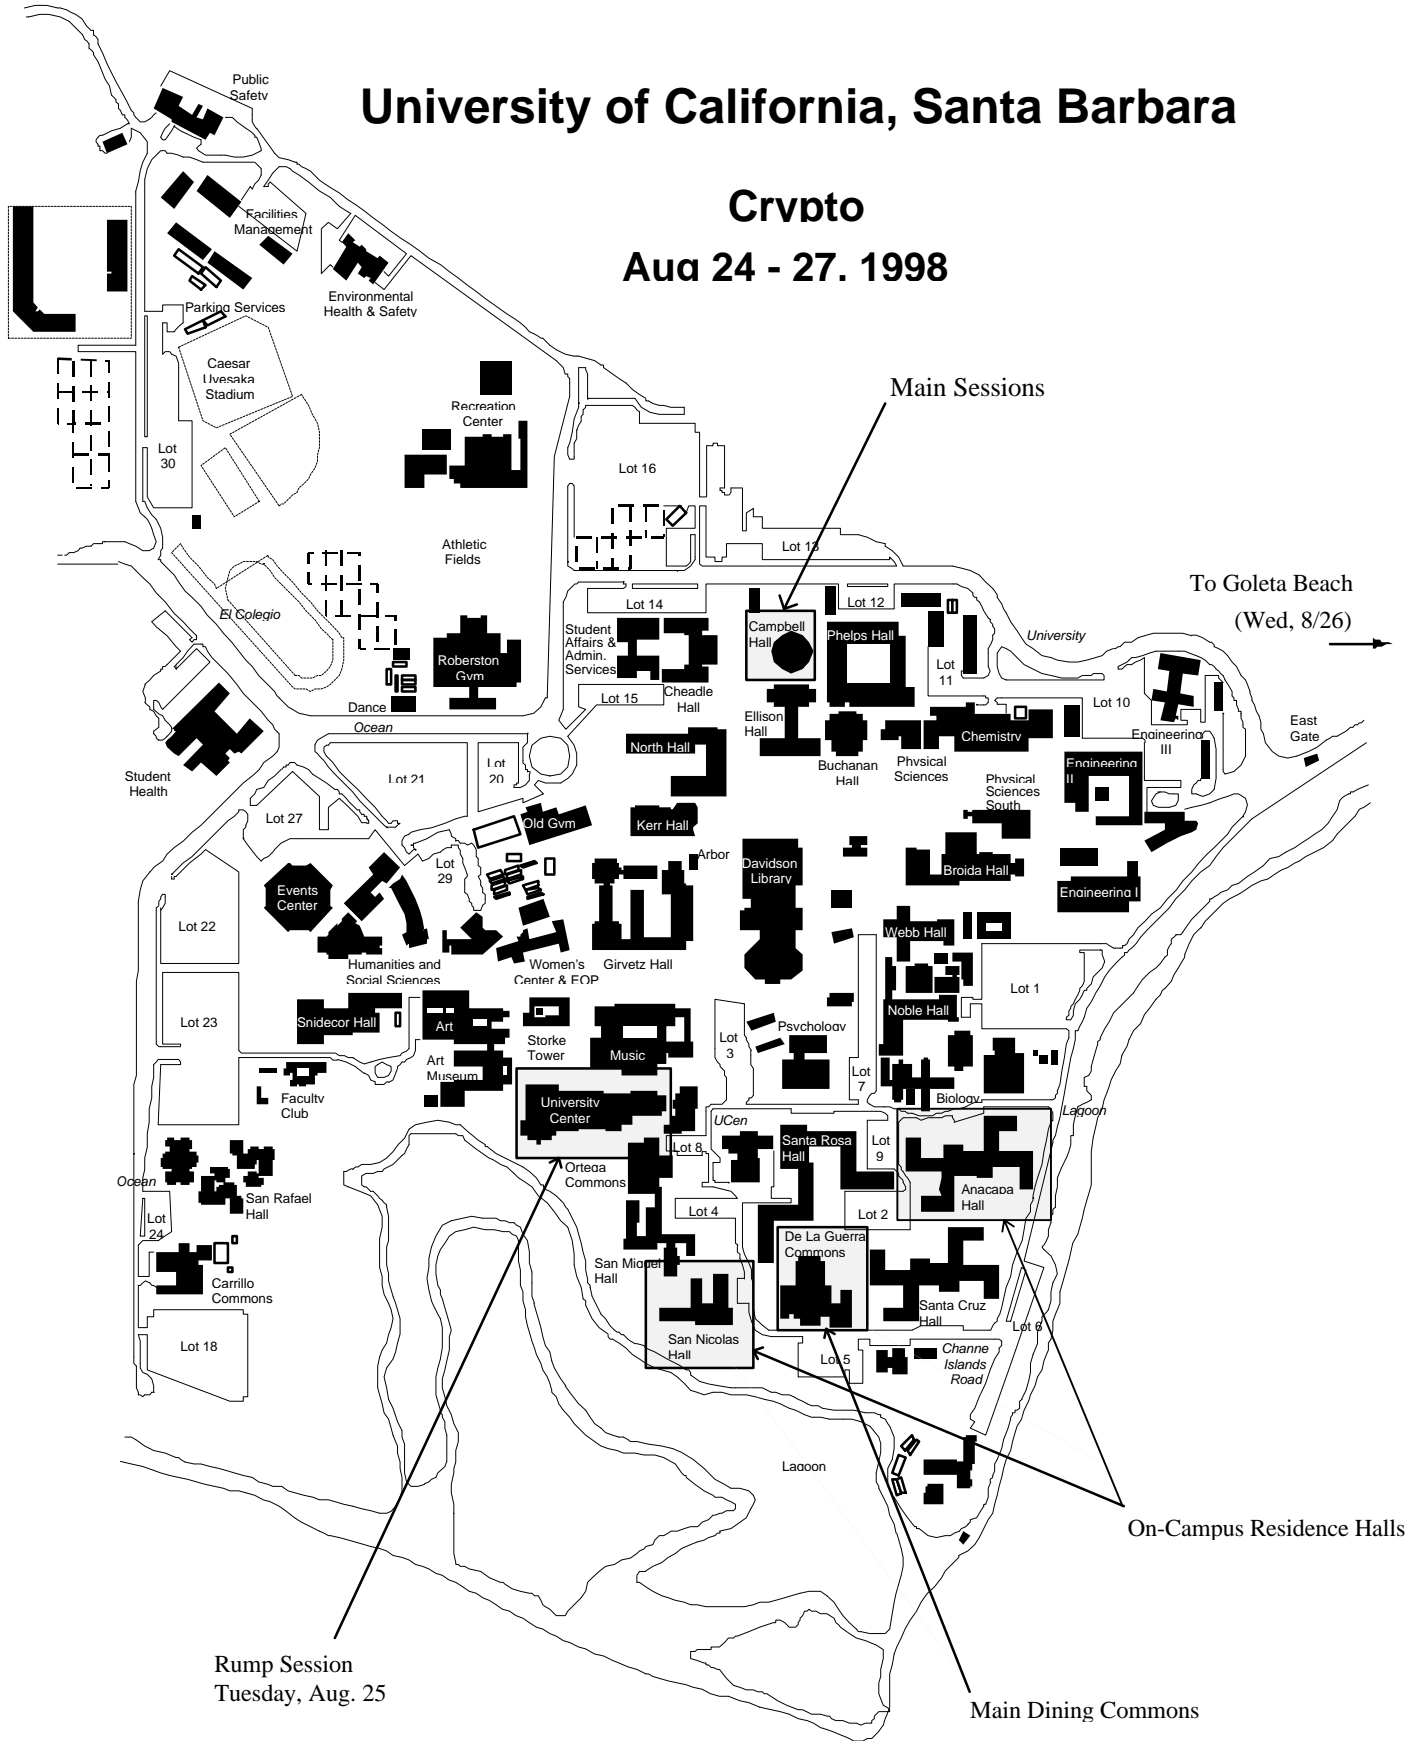 University of California, Santa Barbara
Crypto
Aug 24 - 27, 1998
Public
Safety
Facilities
Management
Environmental
Health & Safety
Parking Services
Caesar
Uyesaka
Stadium
Lot
30
Recreation
Center
Main Sessions
Lot 16
Athletic
Fields
Lot 13
El Colegio
Roberston
Gym
Dance
Ocean
Lot 14
Student
Affairs &
Admin.
Services
Cheadle
Hall
Lot 15
Campbell
Hall
Lot 12
Phelps Hall
Lot
11
University
To Goleta Beach
(Wed, 8/26)
Lot 10
Engineering
III
East
Gate
Ellison
Hall
Buchanan
Hall
Physical
Sciences
Chemistry
Engineering
II
Physical
Sciences
South
Student
Health
Lot 21
Lot
20
North Hall
Lot 27
Old Gym
Kerr Hall
Arbor
Davidson
Library
Broida Hall
Engineering I
Lot
29
Events
Center
Lot 22
Humanities and
Social Sciences
Women's
Center & EOP
Girvetz Hall
Webb Hall
Lot 1
Noble Hall
Lot 23
Snidecor Hall
Art
Storke
Tower
Music
Lot
3
Psychology
Lot
7
Biology
Lagoon
Art
Museum
Faculty
Club
University
Center
UCen
Lot 8
Santa Rosa
Hall
Lot
9
Ortega
Commons
Anacapa
Hall
Ocean
San Rafael
Hall
Lot
24
Lot 4
Lot 2
De La Guerra
Commons
San Miguel
Hall
Carrillo
Commons
Santa Cruz
Hall
Lot 6
San Nicolas
Hall
Lot 18
Lot 5
Channe
Islands
Road
Lagoon
On-Campus Residence Halls
Rump Session
Tuesday, Aug. 25
Main Dining Commons